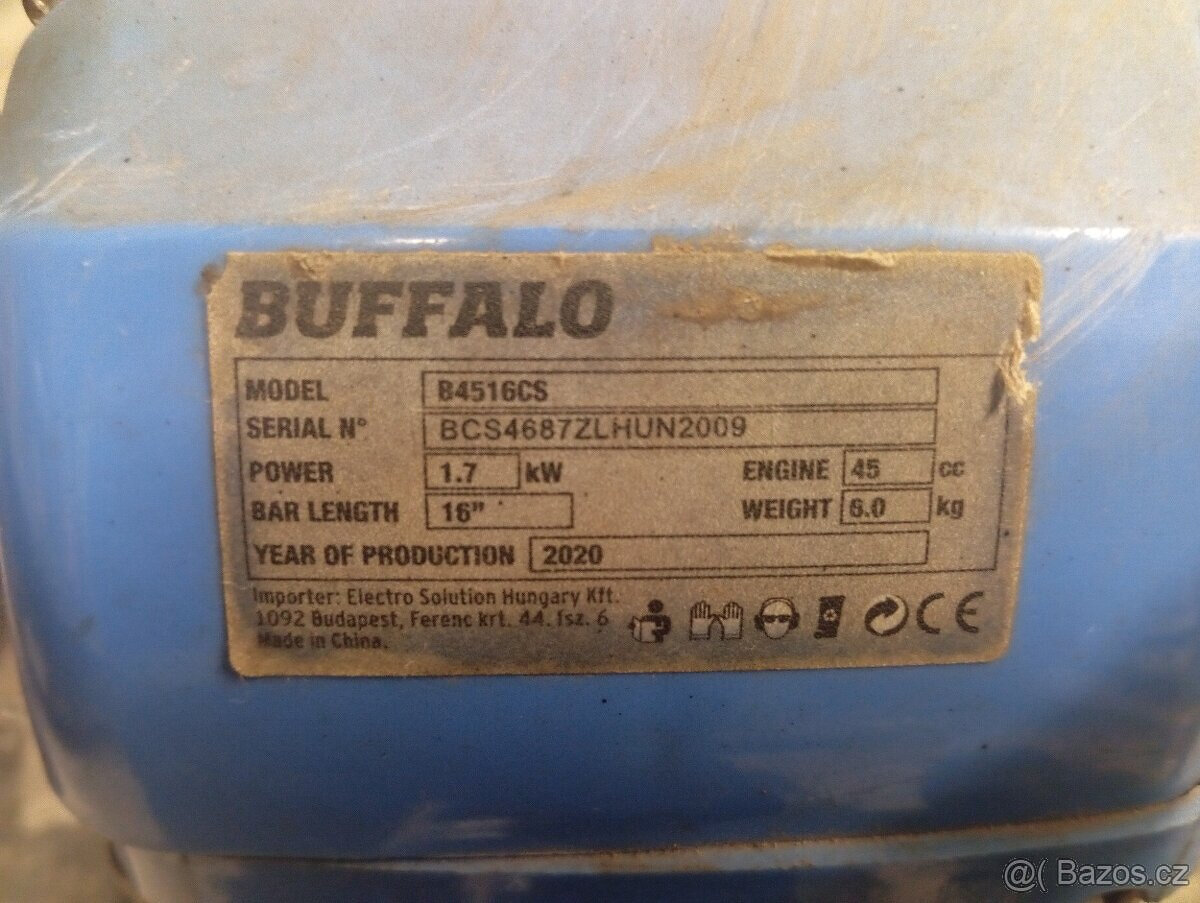 BUFFALO
MODEL B4516CS
SERIAL N° BCS4687ZLHUN2009
POWER 1.7 kW ENGINE 45 cc
BAR LENGTH 16” WEIGHT 6.0 kg
YEAR OF PRODUCTION 2020
Importer: Electro Solution Hungary Kft.
1092 Budapest, Ferenc krt. 44. fsz. 6
Made in China.
CE
@( Bazos.cz